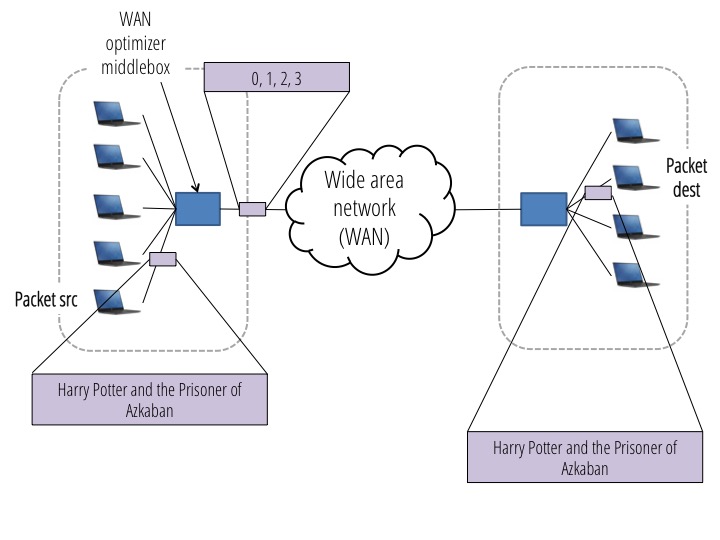 WAN
optimizer
middlebox
0, 1, 2, 3
Wide area
network
(WAN)
Packet
dest
Packet src
Harry Potter and the Prisoner of
Azkaban
Harry Potter and the Prisoner of
Azkaban